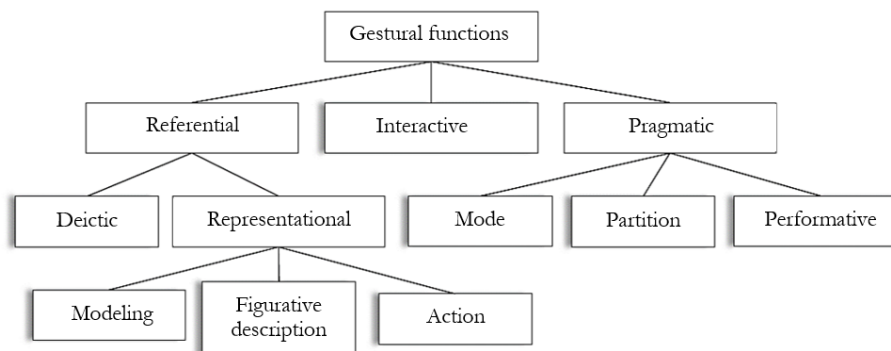 Gestural functions
Referential
Interactive
Pragmatic
Deictic
Representational
Mode
Partition
Performative
Modeling
Figurative
description
Action